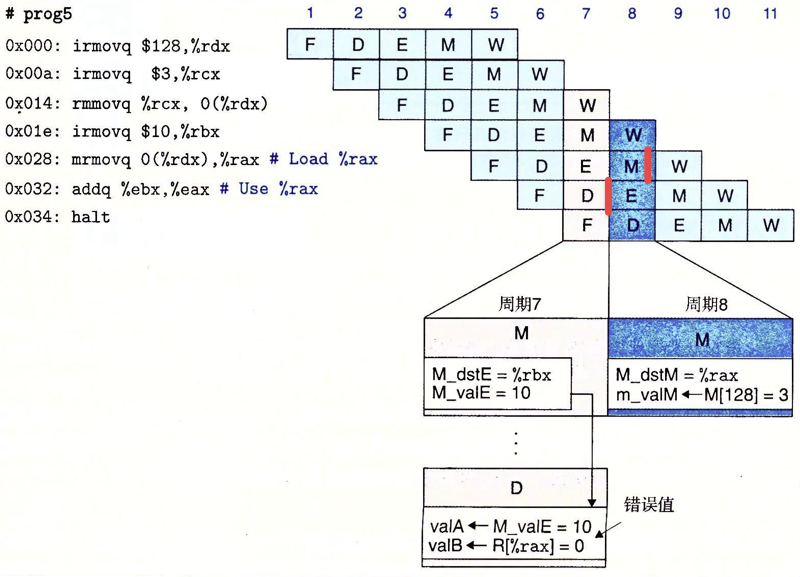 # prog5 1 2 3 4 5 6 7 8 9 10 11
0x000: irmovq $128,%rdx F D E M W
0x00a: irmovq $3,%rcx F D E M W
0x014: rmmovq %rcx, 0(%rdx) F D E M W
0x01e: irmovq $10,%rbx F D E M W
0x028: mrmovq 0(%rdx),%rax # Load %rax F D E M W
0x032: addq %ebx,%eax # Use %rax F D E M W
0x034: halt F D E M W
周期7 周期8
M M
M_dstE = %rbx M_dstM = %rax
M_valE = 10 m_valM ← M[128] = 3
D
错误值
valA ← M_valE = 10
valB ← R[%rax] = 0